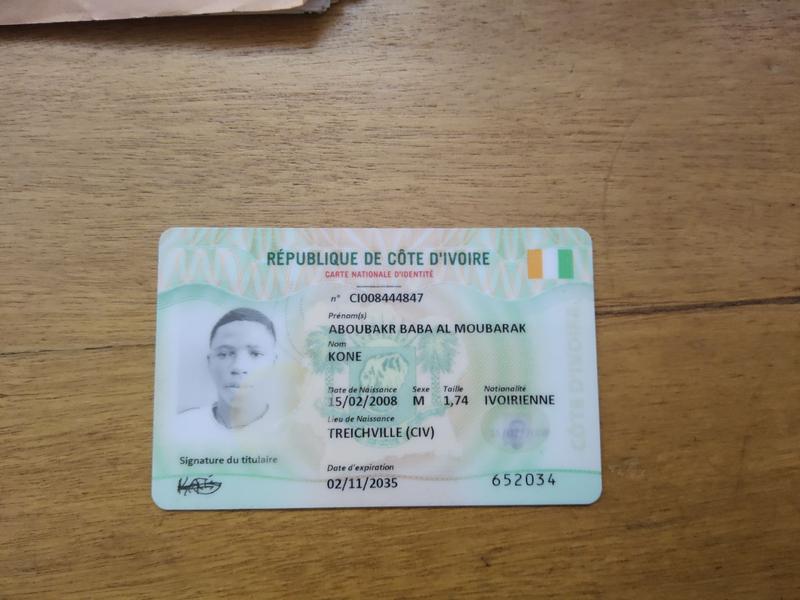 RÉPUBLIQUE DE CÔTE D'IVOIRE
CARTE NATIONALE D'IDENTITÉ
n° CI008444847
Prénom(s)
ABOUBAKR BABA AL MOUBARAK
Nom
KONE
Date de Naissance Sexe Taille Nationalité
15/02/2008 M 1,74 IVOIRIENNE
Lieu de Naissance
TREICHVILLE (CIV)
Signature du titulaire
Date d'expiration
02/11/2035
652034
CÔTE D'IVOIRE